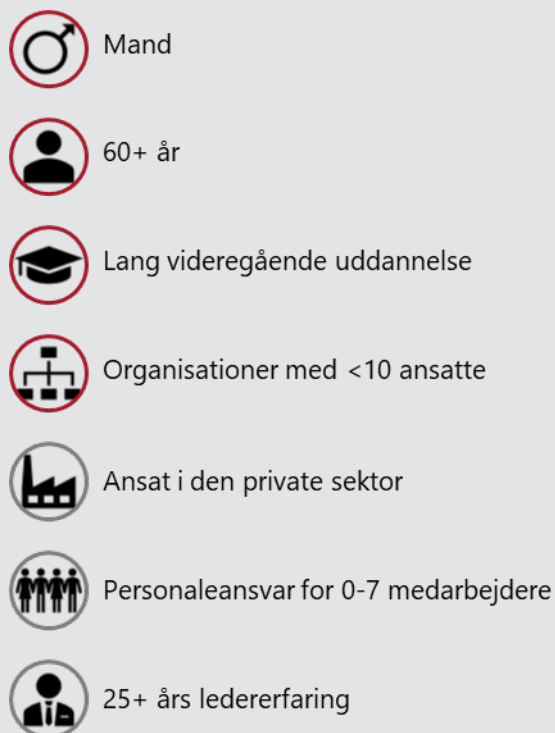 Mand
60+ år
Lang videregående uddannelse
Organisationer med <10 ansatte
Ansat i den private sektor
Personaleansvar for 0-7 medarbejdere
25+ års ledererfaring